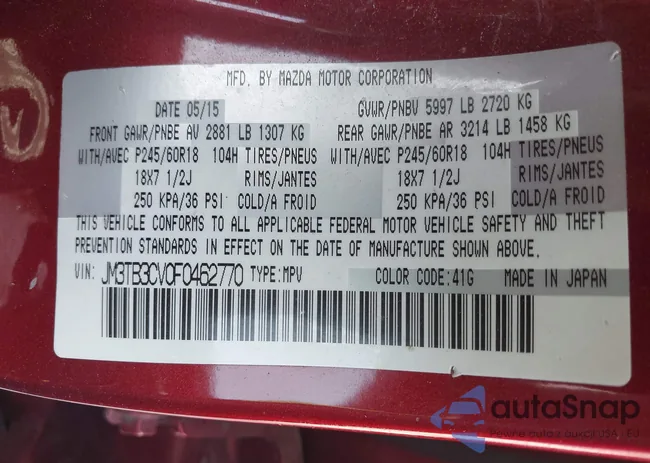 MFD. BY MAZDA MOTOR CORPORATION
DATE 05/15 GVWR/PNBV 5997 LB 2720 KG
FRONT GAWR/PNBE AV 2881 LB 1307 KG REAR GAWR/PNBE AR 3214 LB 1458 KG
WITH/AVEC P245/60R18 104H TIRES/PNEUS WITH/AVEC P245/60R18 104H TIRES/PNEUS
18X7 1/2J RIMS/JANTES 18X7 1/2J RIMS/JANTES
250 KPA/36 PSI COLD/A FROID 250 KPA/36 PSI COLD/A FROID
THIS VEHICLE CONFORMS TO ALL APPLICABLE FEDERAL MOTOR VEHICLE SAFETY AND THEFT
PREVENTION STANDARDS IN EFFECT ON THE DATE OF MANUFACTURE SHOWN ABOVE.
VIN: JM3TB3CV0F0462770 TYPE:MPV COLOR CODE:41G MADE IN JAPAN
autaSnap